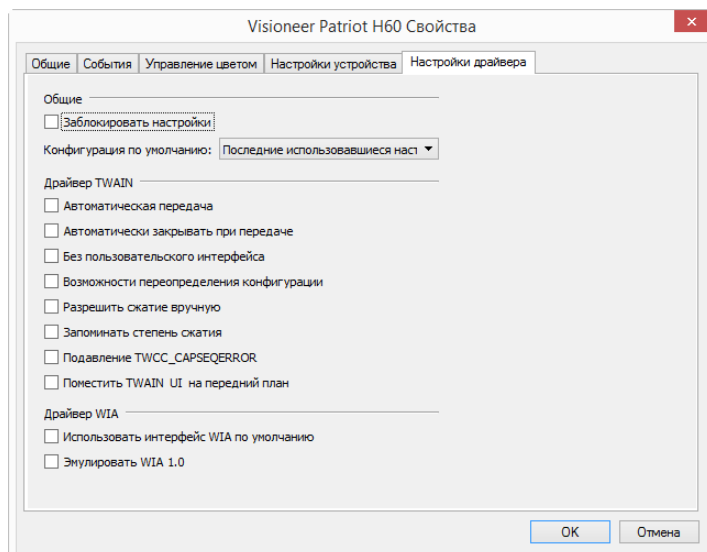 Visioneer Patriot H60 Свойства
Общие События Управление цветом Настройки устройства Настройки драйвера
Общие
Заблокировать настройки
Конфигурация по умолчанию: Последние использовавшиеся наст
Драйвер TWAIN
Автоматическая передача
Автоматически закрывать при передаче
Без пользовательского интерфейса
Возможности переопределения конфигурации
Разрешить сжатие вручную
Запоминать степень сжатия
Подавление TWCC_CAPSEQERROR
Поместить TWAIN UI на передний план
Драйвер WIA
Использовать интерфейс WIA по умолчанию
Эмулировать WIA 1.0
OK Отмена